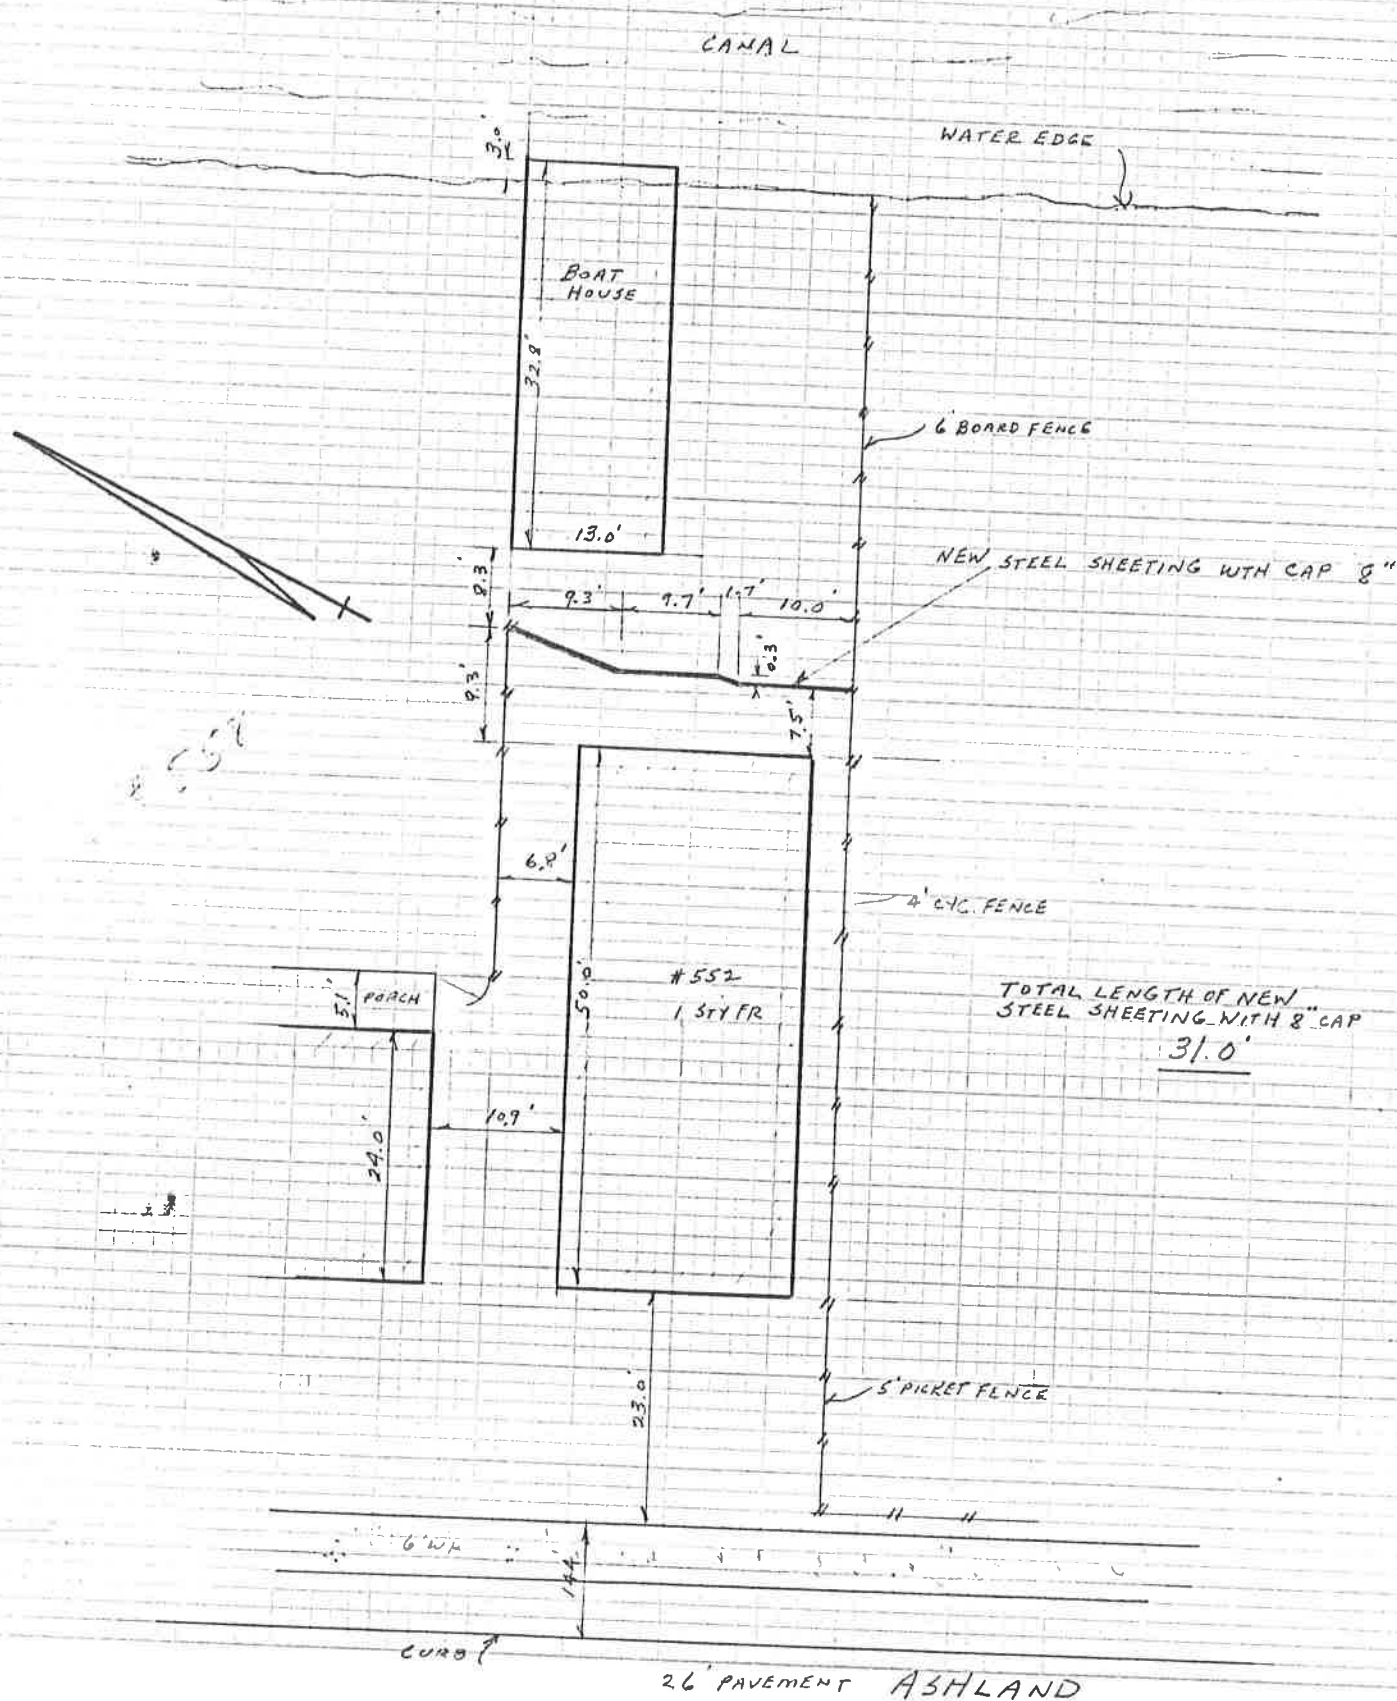 CANAL
WATER EDGE
3.0'
BOAT
HOUSE
32.8'
6' BOARD FENCE
13.0'
NEW STEEL SHEETING WTH CAP 8"
8.3'
9.3'
9.7'
1.7'
10.0'
0.3'
9.3'
7.5'
6.8'
4' CYC. FENCE
#552
1 STY FR
50.0'
PORCH
5.1'
TOTAL LENGTH OF NEW
STEEL SHEETING WITH 8" CAP
31.0'
10.9'
24.0'
23.0'
5' PICKET FENCE
6' WK
14.4
CURB
26' PAVEMENT ASHLAND